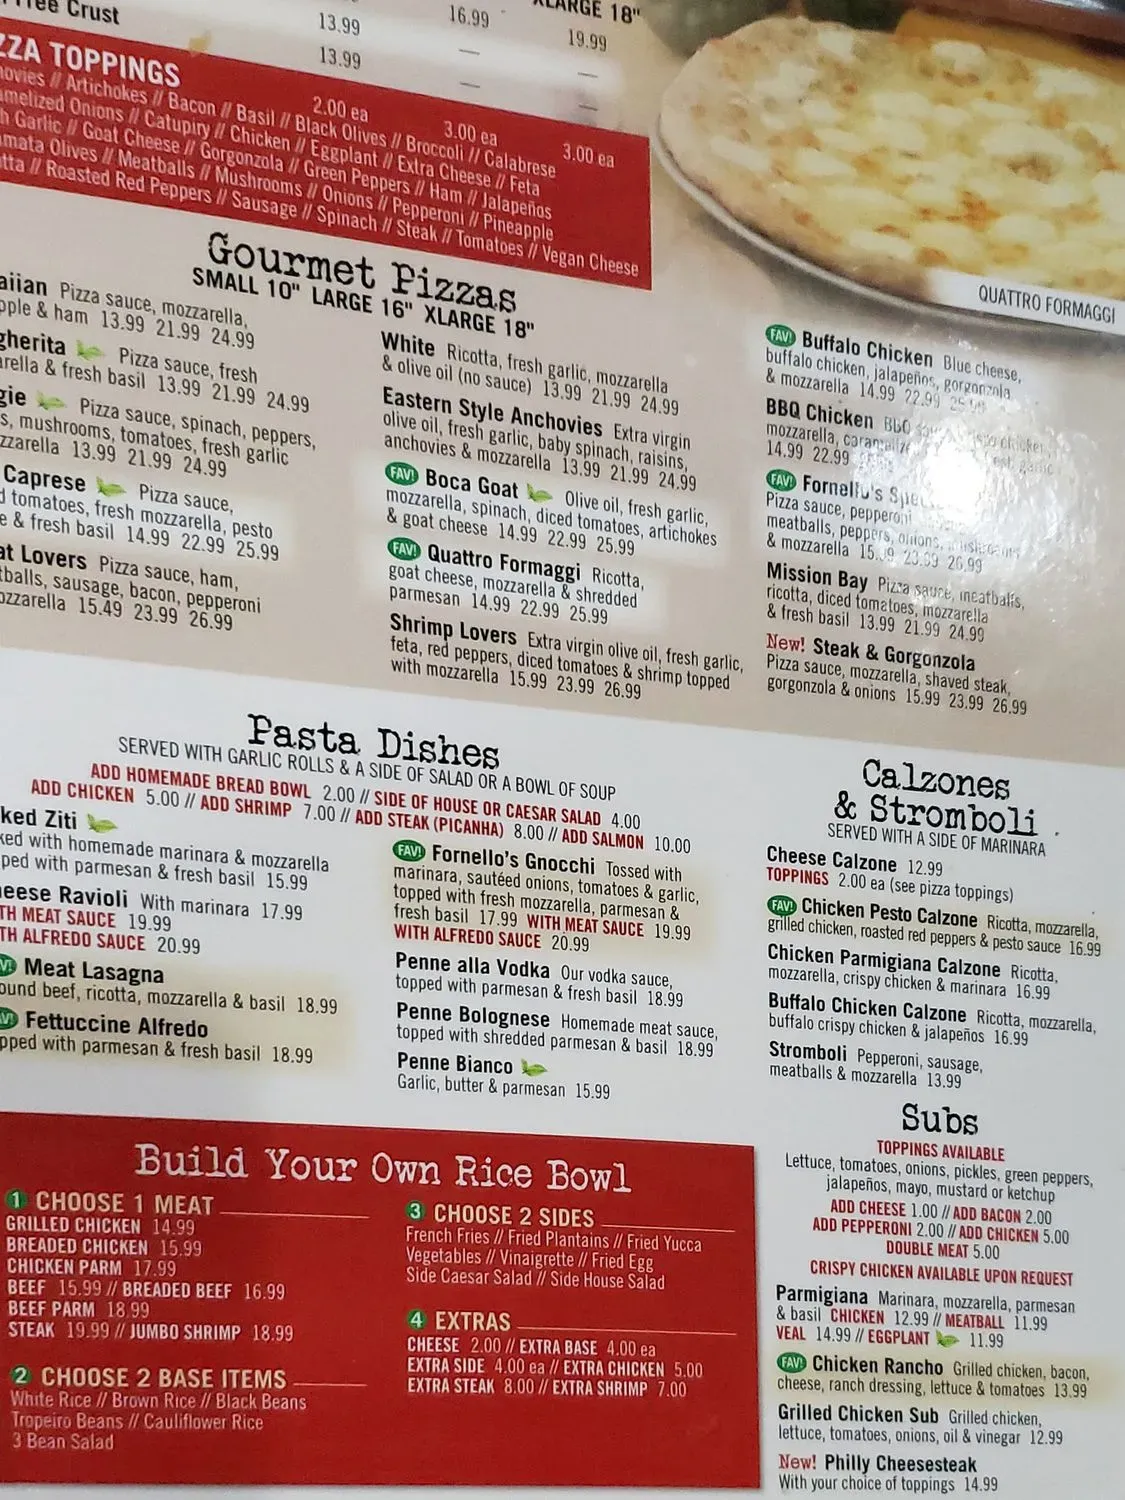 Free Crust
13.99
16.99
XLARGE 18"
19.99
13.99
— —
— —
ZZA TOPPINGS
2.00 ea
3.00 ea
3.00 ea
hovies // Artichokes // Bacon // Basil // Black Olives // Broccoli // Calabrese
amelized Onions // Catupiry // Chicken // Eggplant // Extra Cheese // Feta
h Garlic // Goat Cheese // Gorgonzola // Green Peppers // Ham // Jalapeños
amata Olives // Meatballs // Mushrooms // Onions // Pepperoni // Pineapple
tta // Roasted Red Peppers // Sausage // Spinach // Steak // Tomatoes // Vegan Cheese
QUATTRO FORMAGGI
Gourmet Pizzas
SMALL 10" LARGE 16" XLARGE 18"
aiian Pizza sauce, mozzarella,
pple & ham 13.99 21.99 24.99
gherita Pizza sauce, fresh
arella & fresh basil 13.99 21.99 24.99
gie Pizza sauce, spinach, peppers,
s, mushrooms, tomatoes, fresh garlic
zzarella 13.99 21.99 24.99
Caprese Pizza sauce,
d tomatoes, fresh mozzarella, pesto
e & fresh basil 14.99 22.99 25.99
at Lovers Pizza sauce, ham,
tballs, sausage, bacon, pepperoni
ozzarella 15.49 23.99 26.99
White Ricotta, fresh garlic, mozzarella
& olive oil (no sauce) 13.99 21.99 24.99
Eastern Style Anchovies Extra virgin
olive oil, fresh garlic, baby spinach, raisins,
anchovies & mozzarella 13.99 21.99 24.99
FAV! Boca Goat Olive oil, fresh garlic,
mozzarella, spinach, diced tomatoes, artichokes
& goat cheese 14.99 22.99 25.99
FAV! Quattro Formaggi Ricotta,
goat cheese, mozzarella & shredded
parmesan 14.99 22.99 25.99
Shrimp Lovers Extra virgin olive oil, fresh garlic,
feta, red peppers, diced tomatoes & shrimp topped
with mozzarella 15.99 23.99 26.99
FAV! Buffalo Chicken Blue cheese,
buffalo chicken, jalapeños, gorgonzola
& mozzarella 14.99 22.99 25.99
BBQ Chicken BBQ
mozzarella,
14.99 22.99
FAV! Fornello's
Pizza sauce, pepperoni
meatballs, peppers, onions,
& mozzarella 23.99 26.99
Mission Bay Pizza sauce, meatballs,
ricotta, diced tomatoes, mozzarella
& fresh basil 13.99 21.99 24.99
New! Steak & Gorgonzola
Pizza sauce, mozzarella, shaved steak,
gorgonzola & onions 15.99 23.99 26.99
Pasta Dishes
SERVED WITH GARLIC ROLLS & A SIDE OF SALAD OR A BOWL OF SOUP
ADD HOMEMADE BREAD BOWL 2.00 // SIDE OF HOUSE OR CAESAR SALAD 4.00
ADD CHICKEN 5.00 // ADD SHRIMP 7.00 // ADD STEAK (PICANHA) 8.00 // ADD SALMON 10.00
ked Ziti
ked with homemade marinara & mozzarella
ped with parmesan & fresh basil 15.99
heese Ravioli With marinara 17.99
TH MEAT SAUCE 19.99
TH ALFREDO SAUCE 20.99
V! Meat Lasagna
ound beef, ricotta, mozzarella & basil 18.99
AV! Fettuccine Alfredo
pped with parmesan & fresh basil 18.99
FAV! Fornello's Gnocchi Tossed with
marinara, sautéed onions, tomatoes & garlic,
topped with fresh mozzarella, parmesan &
fresh basil 17.99 WITH MEAT SAUCE 19.99
WITH ALFREDO SAUCE 20.99
Penne alla Vodka Our vodka sauce,
topped with parmesan & fresh basil 18.99
Penne Bolognese Homemade meat sauce,
topped with shredded parmesan & basil 18.99
Penne Bianco
Garlic, butter & parmesan 15.99
Calzones
& Stromboli
SERVED WITH A SIDE OF MARINARA
Cheese Calzone 12.99
TOPPINGS 2.00 ea (see pizza toppings)
FAV! Chicken Pesto Calzone Ricotta, mozzarella,
grilled chicken, roasted red peppers & pesto sauce 16.99
Chicken Parmigiana Calzone Ricotta,
mozzarella, crispy chicken & marinara 16.99
Buffalo Chicken Calzone Ricotta, mozzarella,
buffalo crispy chicken & jalapeños 16.99
Stromboli Pepperoni, sausage,
meatballs & mozzarella 13.99
Subs
TOPPINGS AVAILABLE
Lettuce, tomatoes, onions, pickles, green peppers,
jalapeños, mayo, mustard or ketchup
ADD CHEESE 1.00 // ADD BACON 2.00
ADD PEPPERONI 2.00 // ADD CHICKEN 5.00
DOUBLE MEAT 5.00
CRISPY CHICKEN AVAILABLE UPON REQUEST
Parmigiana Marinara, mozzarella, parmesan
& basil CHICKEN 12.99 // MEATBALL 11.99
VEAL 14.99 // EGGPLANT 11.99
FAV! Chicken Rancho Grilled chicken, bacon,
cheese, ranch dressing, lettuce & tomatoes 13.99
Grilled Chicken Sub Grilled chicken,
lettuce, tomatoes, onions, oil & vinegar 12.99
New! Philly Cheesesteak
With your choice of toppings 14.99
Build Your Own Rice Bowl
1 CHOOSE 1 MEAT
GRILLED CHICKEN 14.99
BREADED CHICKEN 15.99
CHICKEN PARM 17.99
BEEF 15.99 // BREADED BEEF 16.99
BEEF PARM 18.99
STEAK 19.99 // JUMBO SHRIMP 18.99
2 CHOOSE 2 BASE ITEMS
White Rice // Brown Rice // Black Beans
Tropeiro Beans // Cauliflower Rice
3 Bean Salad
3 CHOOSE 2 SIDES
French Fries // Fried Plantains // Fried Yucca
Vegetables // Vinaigrette // Fried Egg
Side Caesar Salad // Side House Salad
4 EXTRAS
CHEESE 2.00 // EXTRA BASE 4.00 ea
EXTRA SIDE 4.00 ea // EXTRA CHICKEN 5.00
EXTRA STEAK 8.00 // EXTRA SHRIMP 7.00